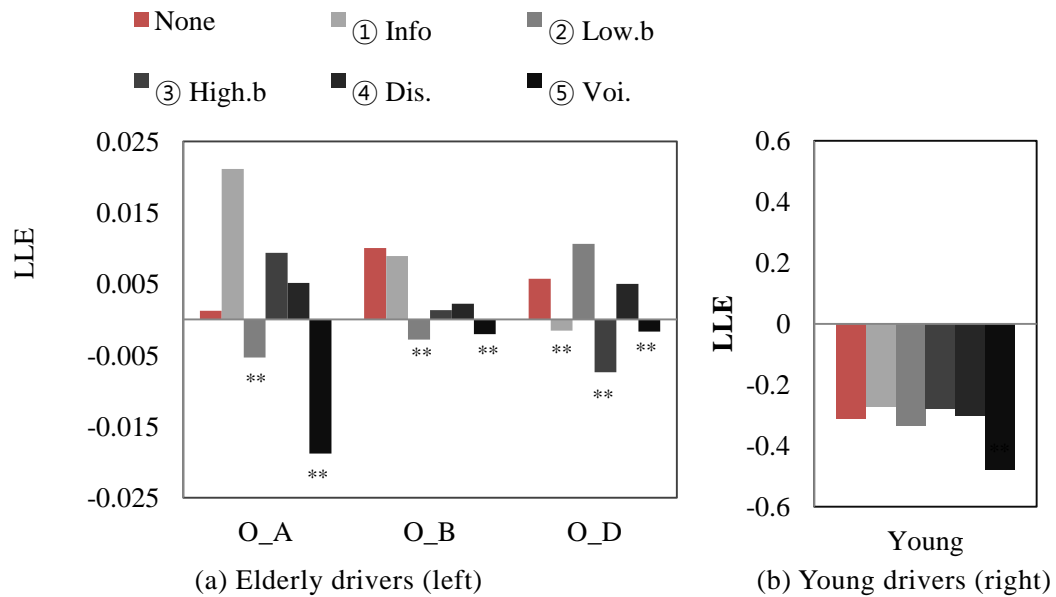 None ① Info ② Low.b
③ High.b ④ Dis. ⑤ Voi.
LLE
0.025
0.015
0.005
-0.005
-0.015
-0.025
** ** ** ** ** ** **
O_A O_B O_D
(a) Elderly drivers (left)
LLE
0.6
0.4
0.2
0
-0.2
-0.4
-0.6
**
Young
(b) Young drivers (right)